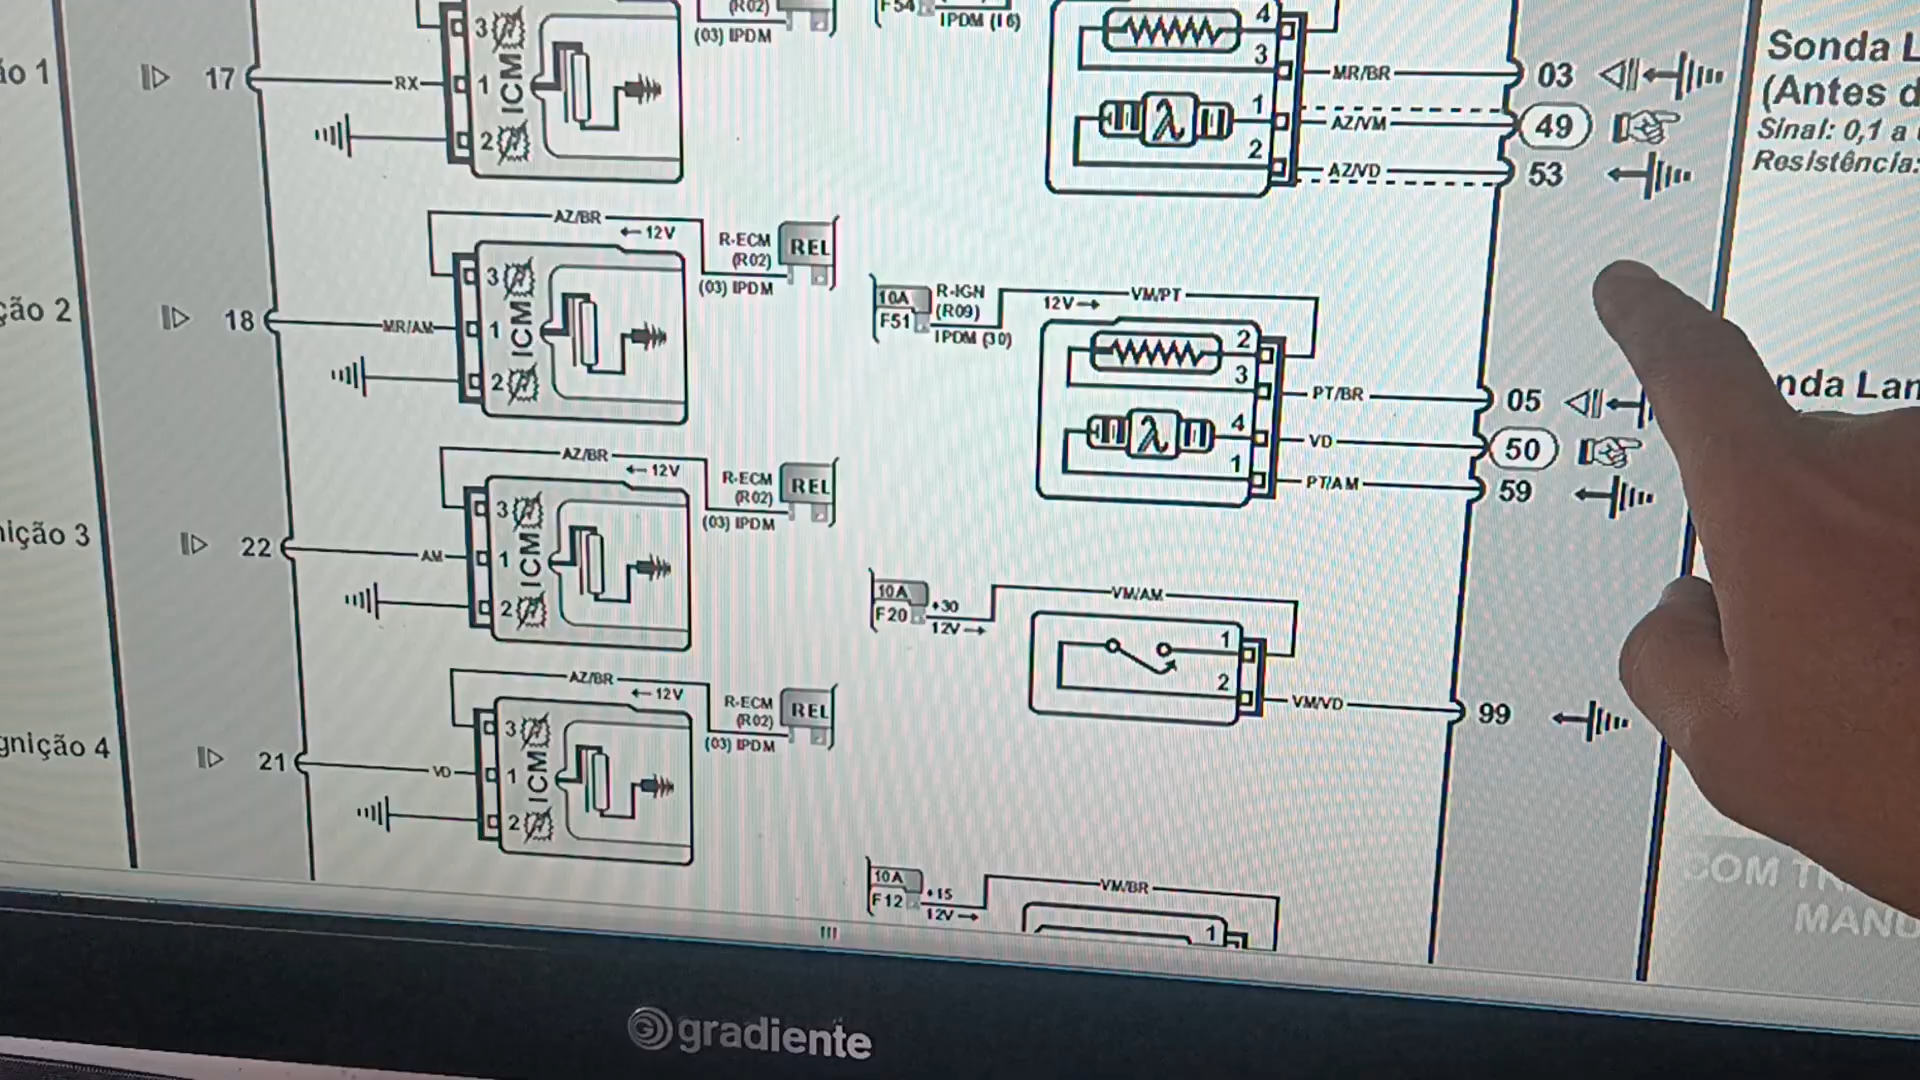 ão 1
17
RX
3
1
2
ICM
(R02)
(03) IPDM
ção 2
18
MR/AM
AZ/BR
12V
3
1
2
ICM
R-ECM
(R02)
(03) IPDM
REL
nição 3
22
AM
AZ/BR
12V
3
1
2
ICM
R-ECM
(R02)
(03) IPDM
REL
gnição 4
21
VD
AZ/BR
12V
3
1
2
ICM
R-ECM
(R02)
(03) IPDM
REL
F54
IPDM (16)
4
3
1
2
λ
MR/BR
AZ/VM
AZ/VD
03
49
53
Sonda L
(Antes d
Sinal: 0,1 a
Resistência:
10A
F51
R-IGN
(R09)
IPDM (30)
12V
VM/PT
2
3
4
1
λ
PT/BR
VD
PT/AM
05
50
59
nda Lan
10A
F20
+30
12V
VM/AM
1
2
VM/VD
99
10A
F12
+15
12V
VM/BR
1
COM TR
MANU
gradiente